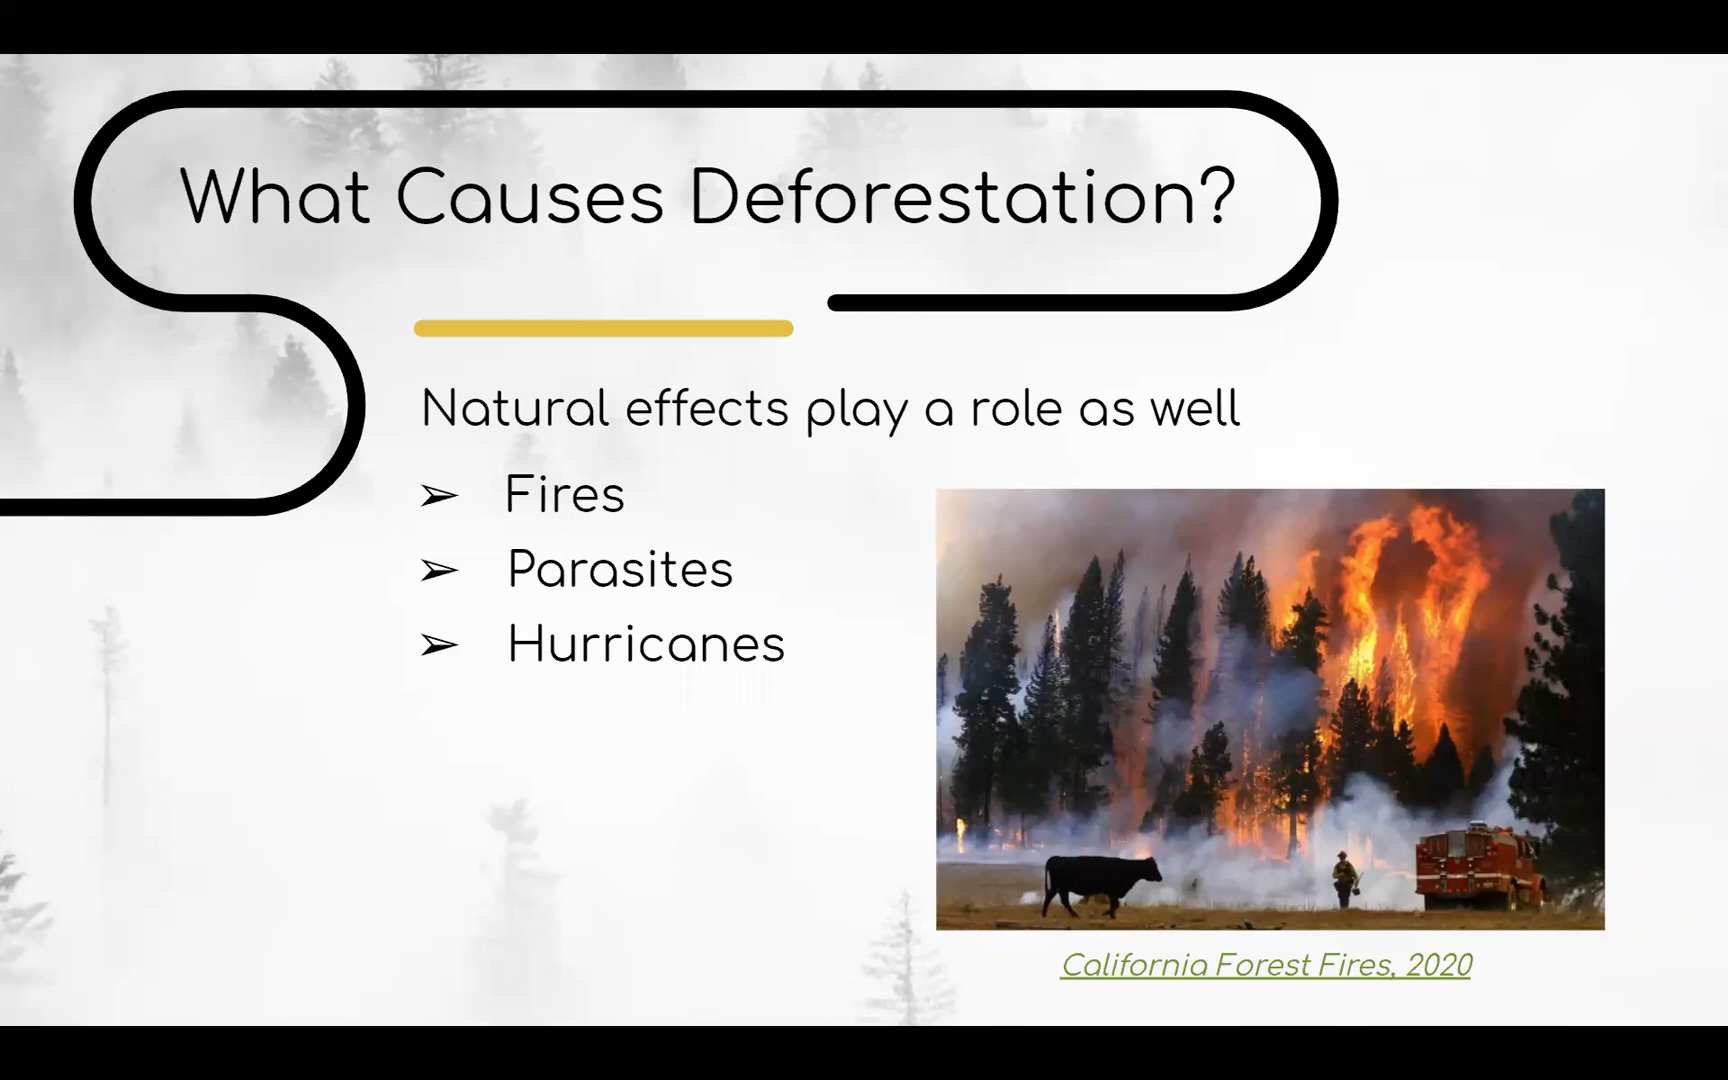 What Causes Deforestation?
Natural effects play a role as well
➢ Fires
➢ Parasites
➢ Hurricanes
California Forest Fires, 2020